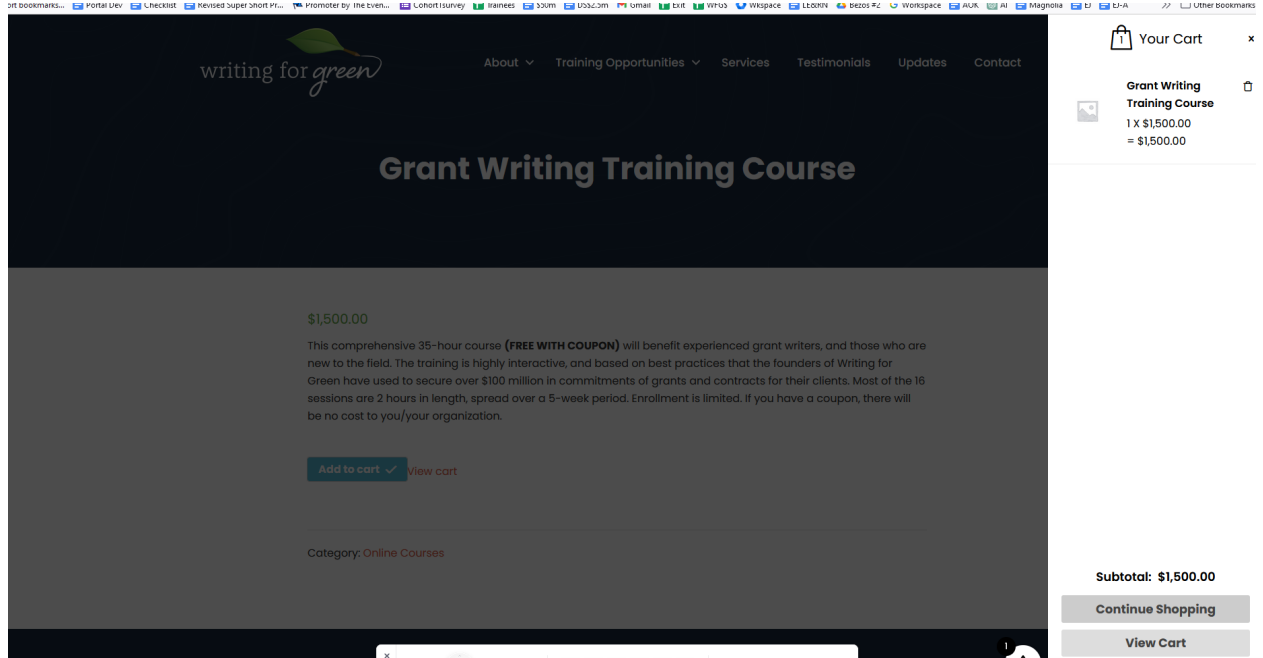 ort bookmarks... Portal Dev Checklist Revised Super Short Pr... Promoter by The Even... Cohort1survey Trainees $50m DSS2.5m Gmail Exit WFGS Wkspace LE&RN Bezos #2 Workspace AOK AI Magnolia EJ EJ-A Other Bookmarks
writing for green
About Training Opportunities Services Testimonials Updates Contact
Grant Writing Training Course
$1,500.00
This comprehensive 35-hour course (FREE WITH COUPON) will benefit experienced grant writers, and those who are
new to the field. The training is highly interactive, and based on best practices that the founders of Writing for
Green have used to secure over $100 million in commitments of grants and contracts for their clients. Most of the 16
sessions are 2 hours in length, spread over a 5-week period. Enrollment is limited. If you have a coupon, there will
be no cost to you/your organization.
Add to cart View cart
Category: Online Courses
1 Your Cart x
Grant Writing
Training Course
1 X $1,500.00
= $1,500.00
Subtotal: $1,500.00
Continue Shopping
View Cart
1
x